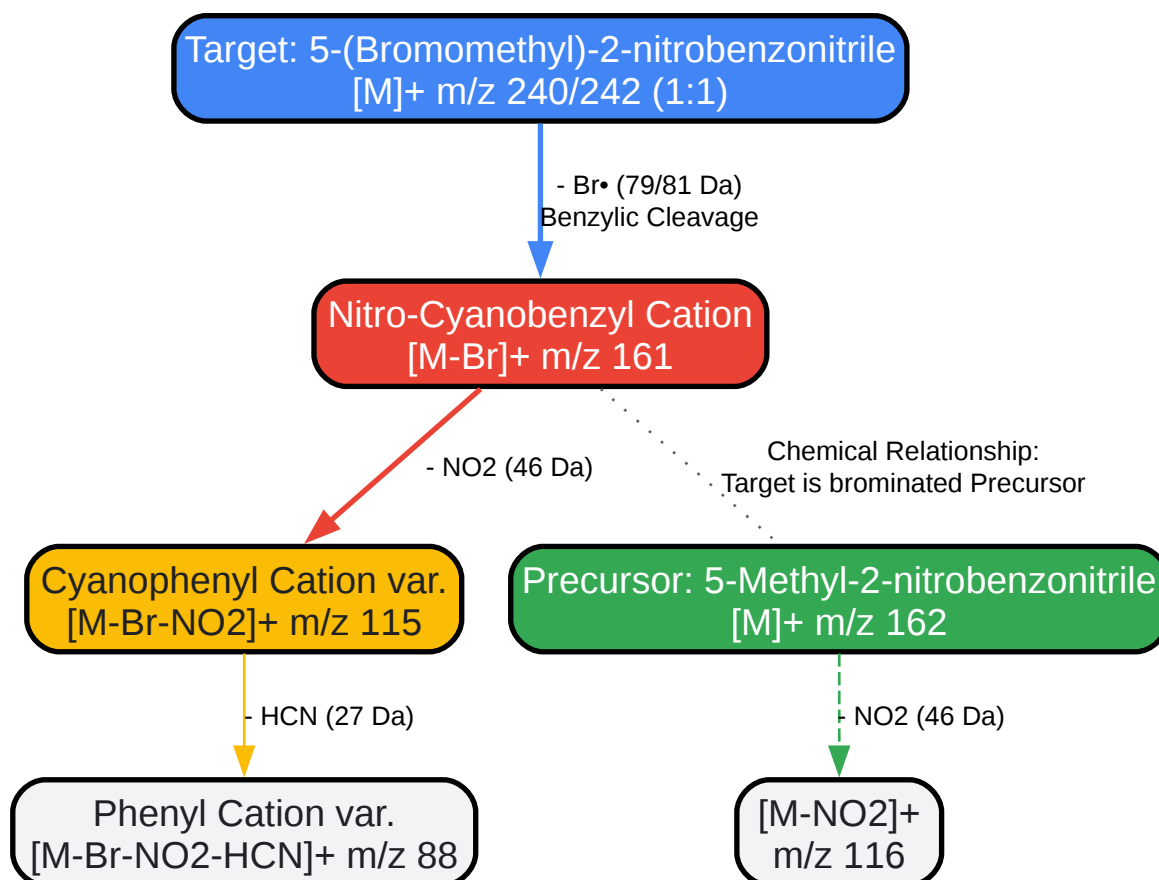 Target: 5-(Bromomethyl)-2-nitrobenzonitrile
[M]+ m/z 240/242 (1:1)
- Br• (79/81 Da)
Benzylic Cleavage
Nitro-Cyanobenzyl Cation
[M-Br]+ m/z 161
- NO2 (46 Da)
Chemical Relationship:
Target is brominated Precursor
Cyanophenyl Cation var.
[M-Br-NO2]+ m/z 115
Precursor: 5-Methyl-2-nitrobenzonitrile
[M]+ m/z 162
- HCN (27 Da)
- NO2 (46 Da)
Phenyl Cation var.
[M-Br-NO2-HCN]+ m/z 88
[M-NO2]+
m/z 116